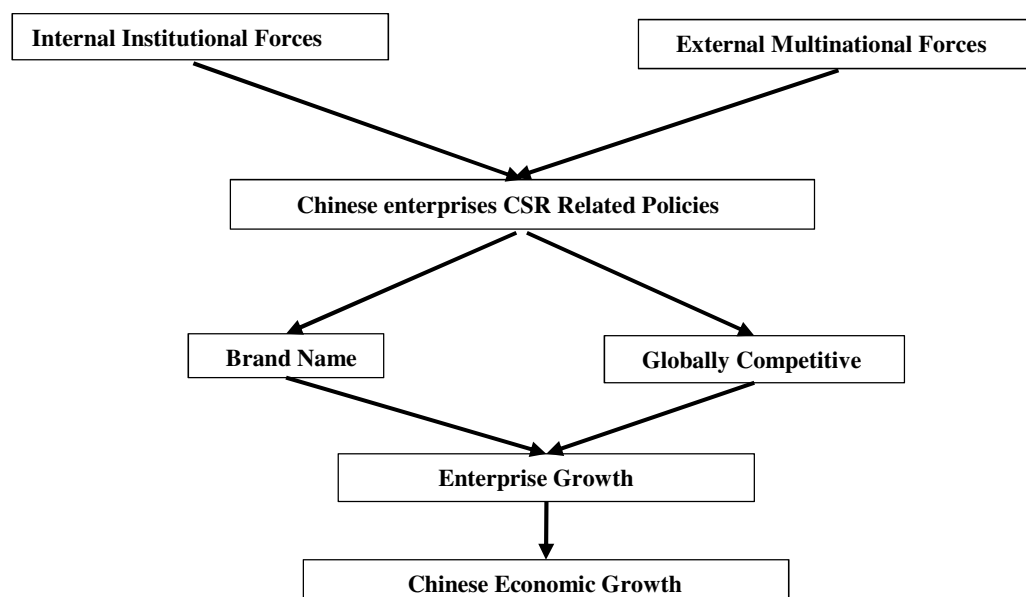 Internal Institutional Forces
External Multinational Forces
Chinese enterprises CSR Related Policies
Brand Name
Globally Competitive
Enterprise Growth
Chinese Economic Growth